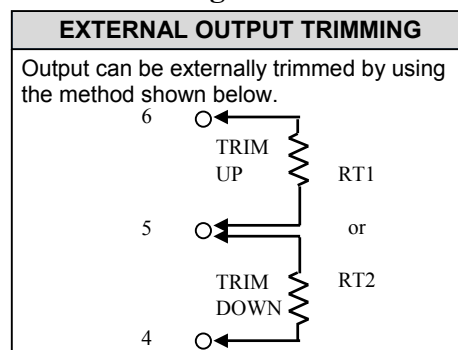 EXTERNAL OUTPUT TRIMMING
Output can be externally trimmed by using
the method shown below.
6
TRIM
UP
RT1
5
or
TRIM
DOWN
RT2
4